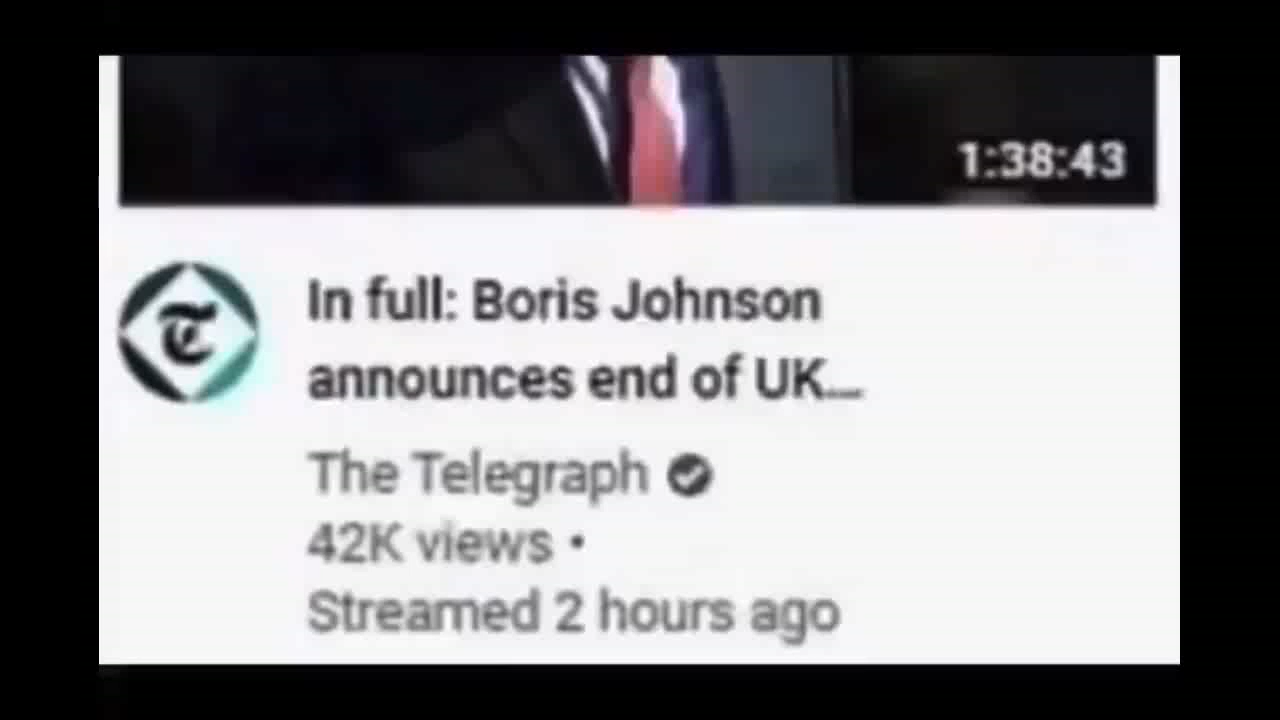 1:38:43
In full: Boris Johnson
announces end of UK...
The Telegraph
42K views •
Streamed 2 hours ago